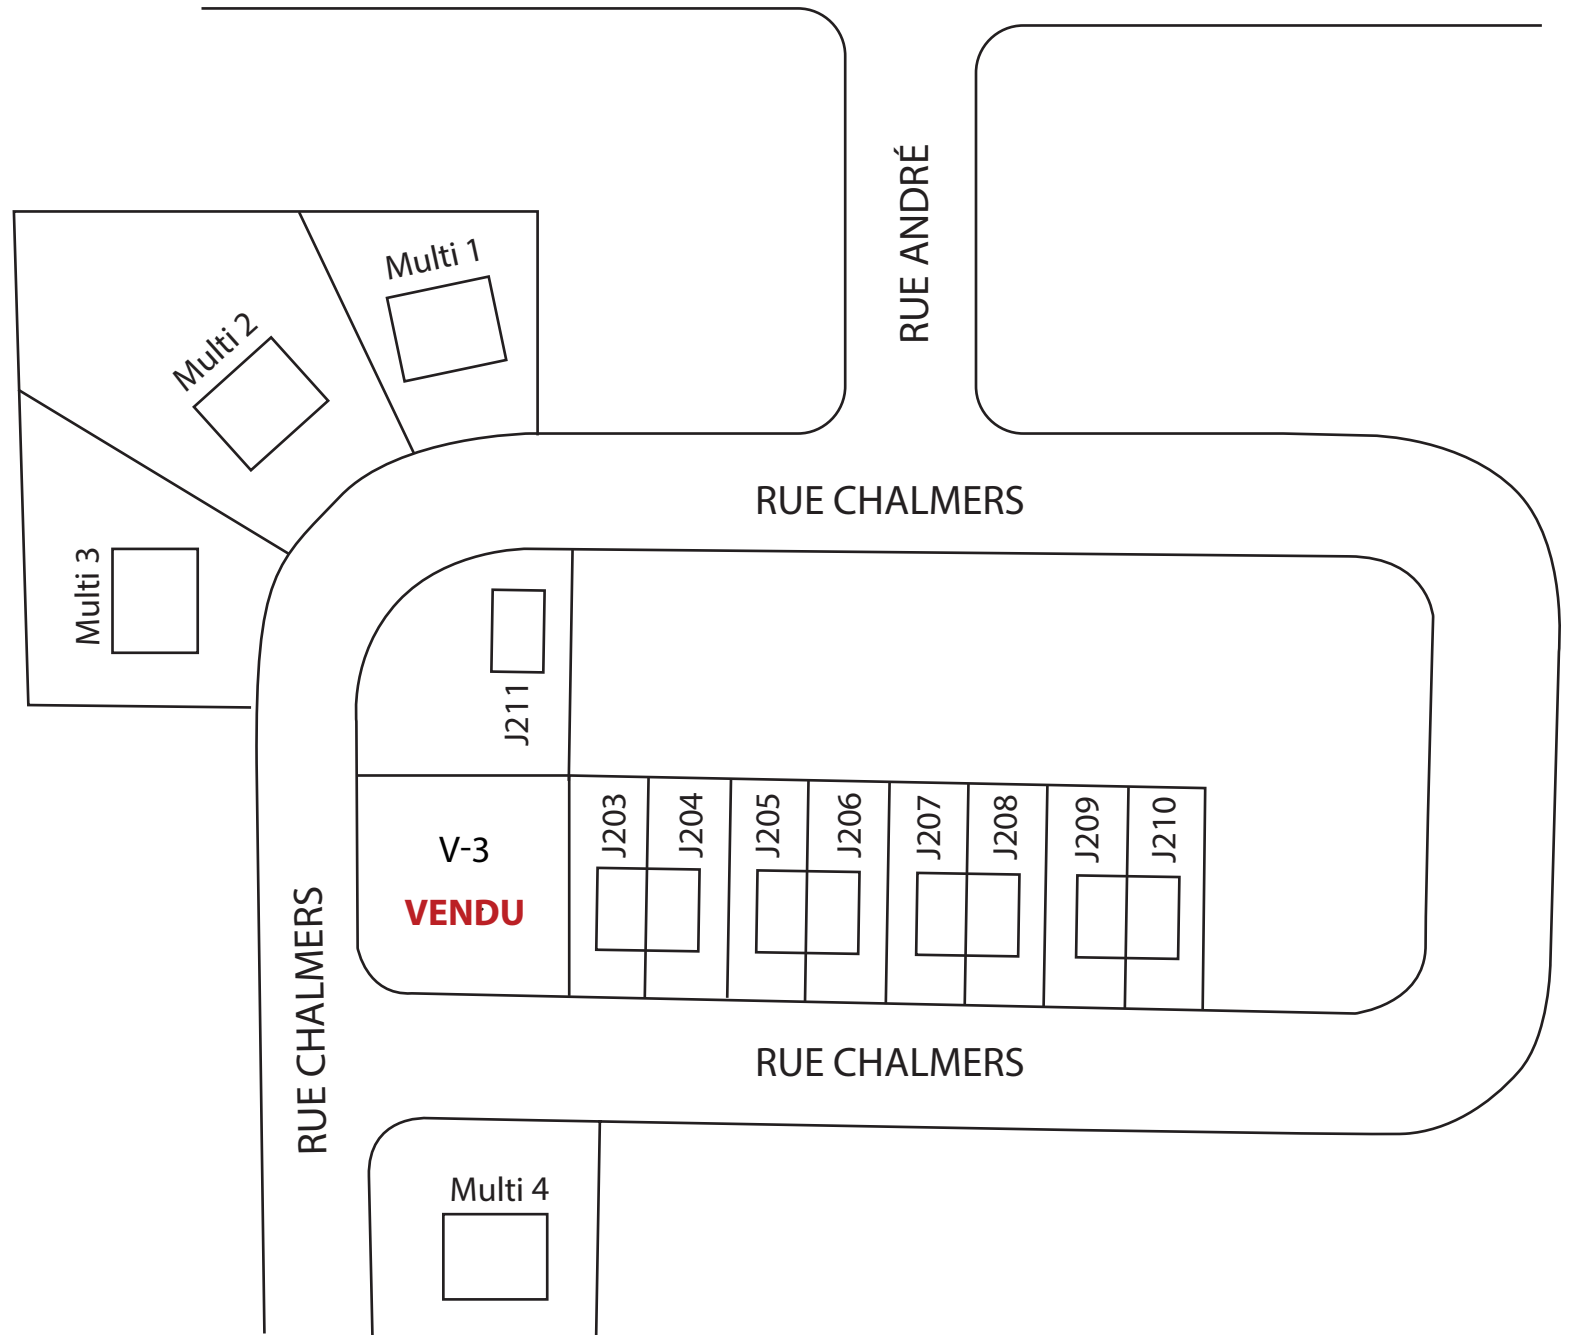 RUE ANDRÉ
Multi 1
Multi 2
RUE CHALMERS
Multi 3
J211
J203
J204
J205
J206
J207
J208
J209
J210
V-3
VENDU
RUE CHALMERS
RUE CHALMERS
Multi 4